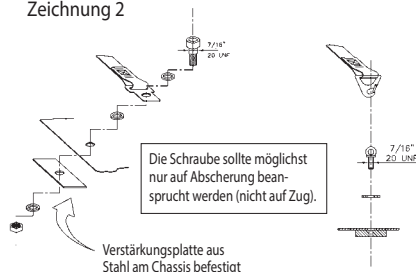 Zeichnung 2
7/16"
20 UNF
Die Schraube sollte möglichst
nur auf Abscherung bean-
sprucht werden (nicht auf Zug).
7/16"
20 UNF
Verstärkungsplatte aus
Stahl am Chassis befestigt